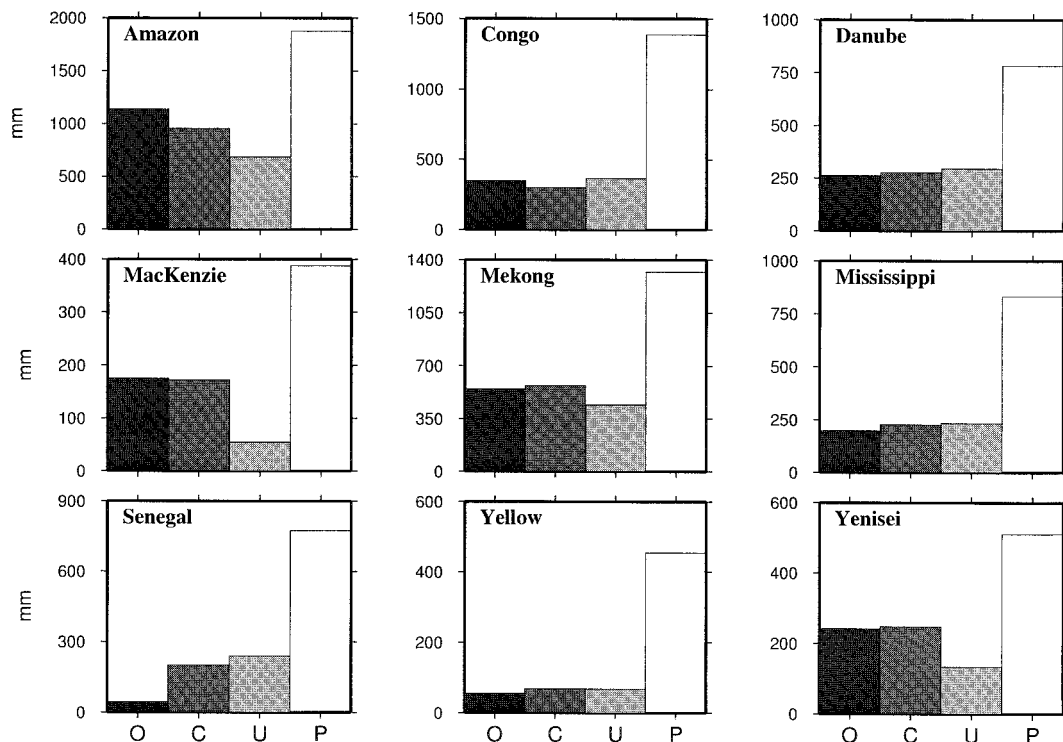 Amazon
mm
2000
1500
1000
500
0
Congo
1500
1000
500
0
Danube
1000
750
500
250
0
MacKenzie
mm
400
300
200
100
0
Mekong
1400
1050
700
350
0
Mississippi
1000
750
500
250
0
Senegal
mm
900
600
300
0
O C U P
Yellow
600
400
200
0
O C U P
Yenisei
600
400
200
0
O C U P